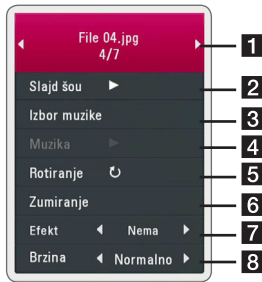 File 04.jpg
1
4/7
Slajd šou
2
Izbor muzike
3
Muzika
4
Rotiranje
5
Zumiranje
6
Efekt Nema
7
Brzina Normalno
8